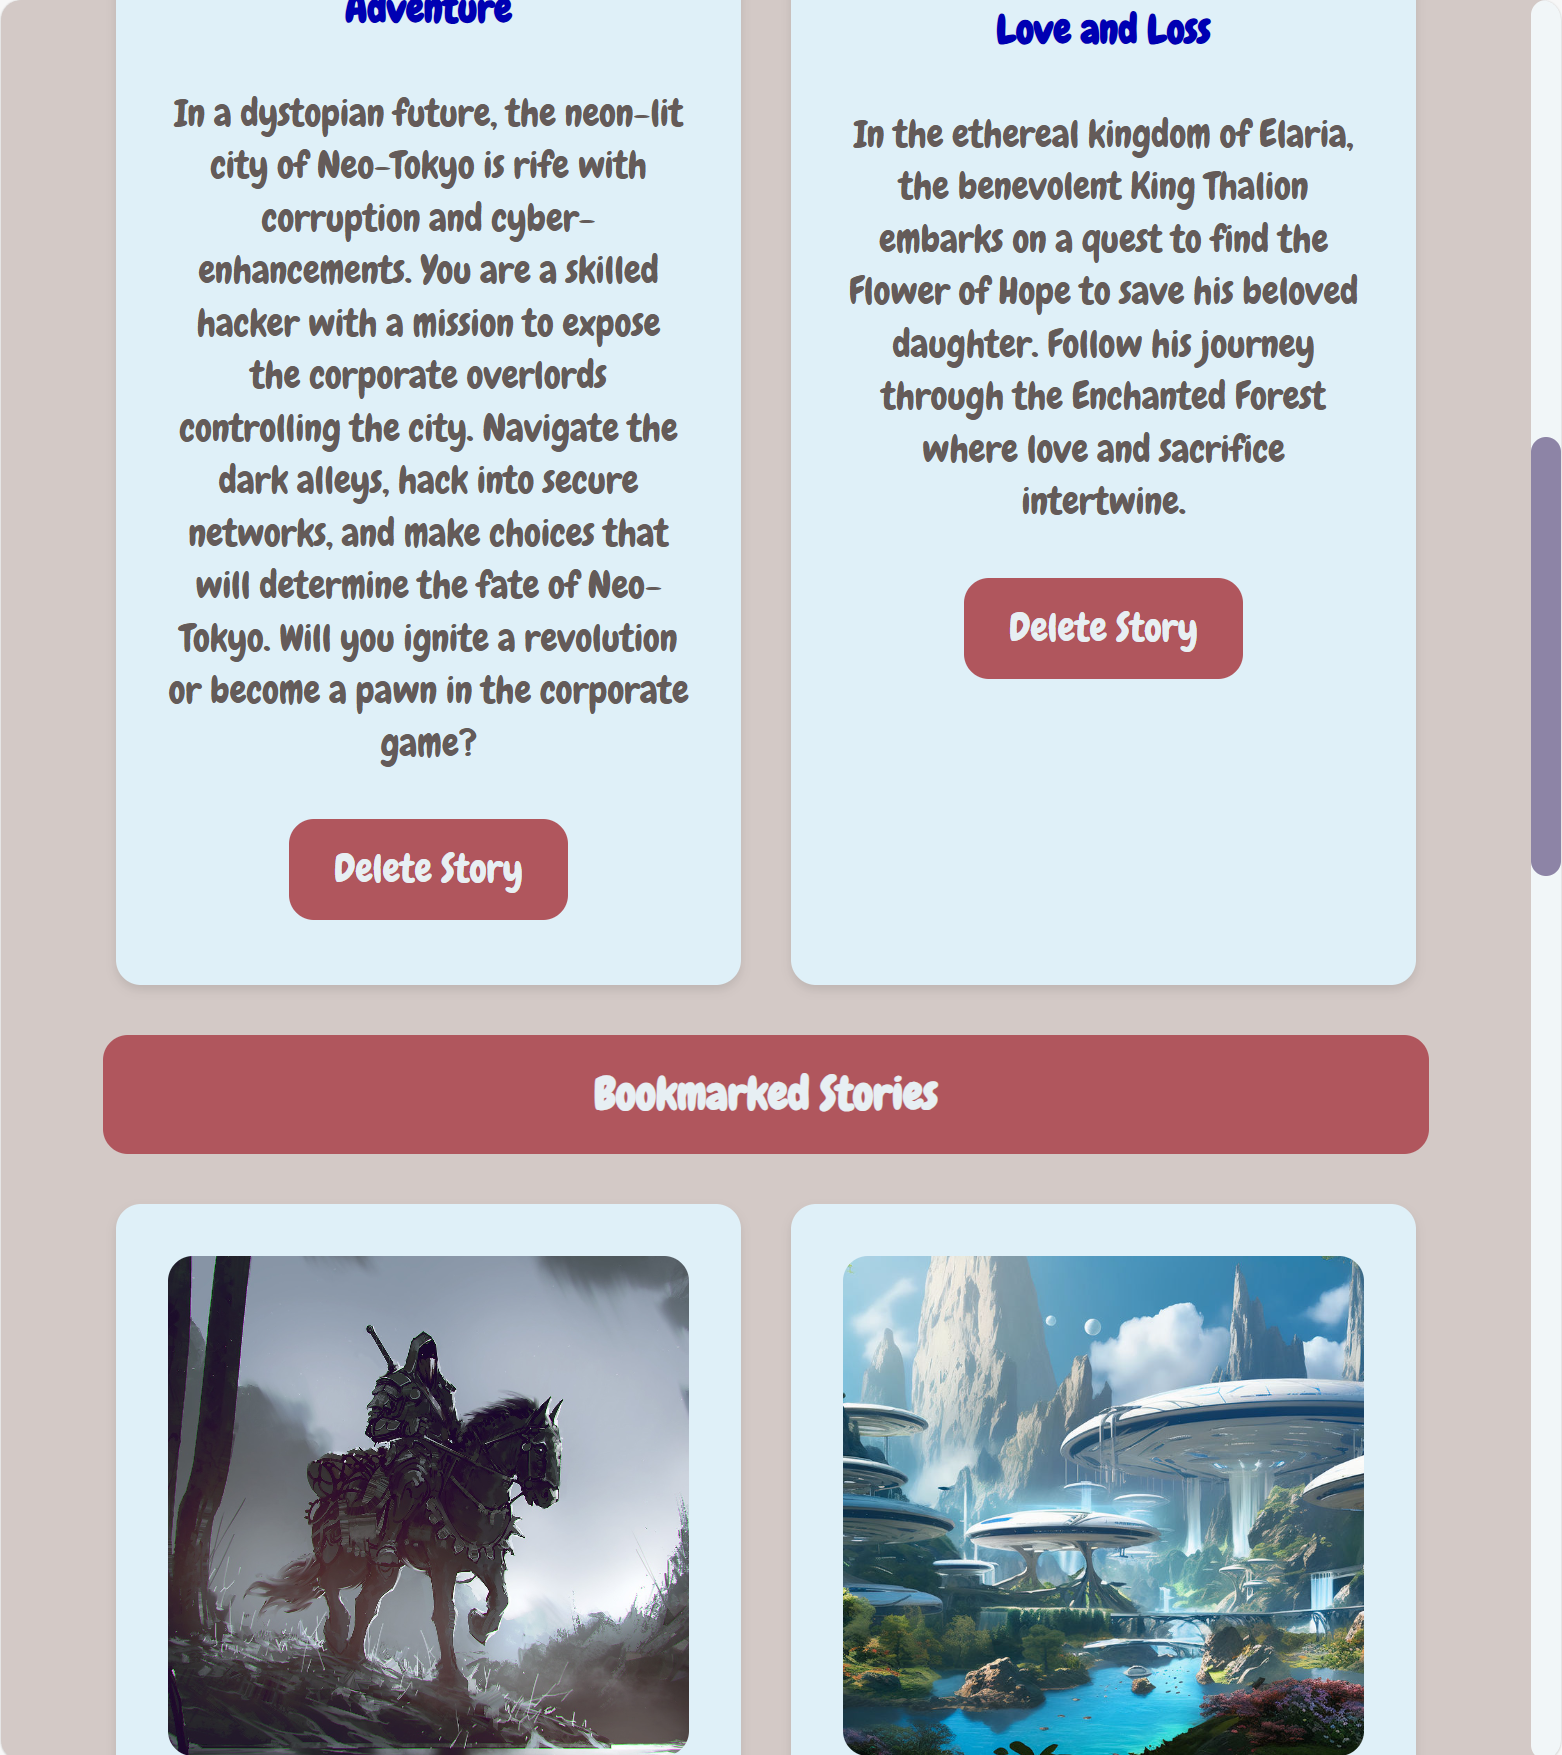 Adventure
In a dystopian future, the neon-lit
city of Neo-Tokyo is rife with
corruption and cyber-
enhancements. You are a skilled
hacker with a mission to expose
the corporate overlords
controlling the city. Navigate the
dark alleys, hack into secure
networks, and make choices that
will determine the fate of Neo-
Tokyo. Will you ignite a revolution
or become a pawn in the corporate
game?
Delete Story
Love and Loss
In the ethereal kingdom of Elaria,
the benevolent King Thalion
embarks on a quest to find the
Flower of Hope to save his beloved
daughter. Follow his journey
through the Enchanted Forest
where love and sacrifice
intertwine.
Delete Story
Bookmarked Stories